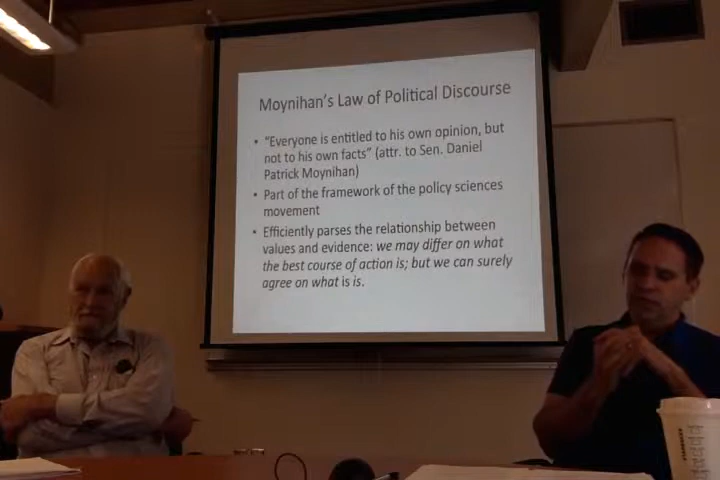 Moynihan's Law of Political Discourse
• "Everyone is entitled to his own opinion, but
not to his own facts" (attr. to Sen. Daniel
Patrick Moynihan)
• Part of the framework of the policy sciences
movement
• Efficiently parses the relationship between
values and evidence: we may differ on what
the best course of action is; but we can surely
agree on what is is.
STARBUCKS